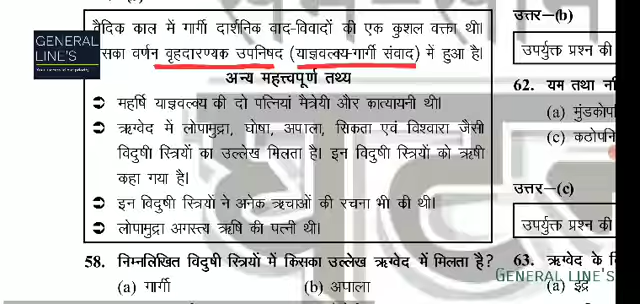 वैदिक काल में गार्गी दार्शनिक वाद-विवादों की एक कुशल वक्ता थी।
सका वर्णन वृहदारण्यक उपनिषद (याज्ञवल्क्य-गार्गी संवाद) में हुआ है।
GENERAL
LINE'S
अन्य महत्त्वपूर्ण तथ्य
➲ महर्षि याज्ञवल्क्य की दो पत्नियां मैत्रेयी और कात्यायनी थी।
➲ ऋग्वेद में लोपामुद्रा, घोषा, अपाला, सिकता एवं विश्वारा जैसी
विदुषी स्त्रियों का उल्लेख मिलता है। इन विदुषी स्त्रियों को ऋषी
कहा गया है।
➲ इन विदुषी स्त्रियों ने अनेक ऋचाओं की रचना भी की थी।
➲ लोपामुद्रा अगस्त्य ऋषि की पत्नी थी।
58. निम्नलिखित विदुषी स्त्रियों में किसका उल्लेख ऋग्वेद में मिलता है?
(a) गार्गी (b) अपाला
उत्तर–(b)
उपर्युक्त प्रश्न की
62. यम तथा नचि
(a) मुंडकोप
(c) कठोपनि
उत्तर–(c)
उपर्युक्त प्रश्न की
63. ऋग्वेद के
(a) इंद्र
GENERAL LINE'S